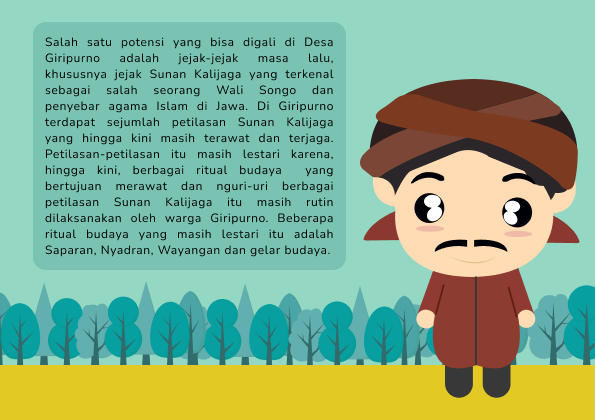 Salah satu potensi yang bisa digali di Desa
Giripurno adalah jejak-jejak masa lalu,
khususnya jejak Sunan Kalijaga yang terkenal
sebagai salah seorang Wali Songo dan
penyebar agama Islam di Jawa. Di Giripurno
terdapat sejumlah petilasan Sunan Kalijaga
yang hingga kini masih terawat dan terjaga.
Petilasan-petilasan itu masih lestari karena,
hingga kini, berbagai ritual budaya yang
bertujuan merawat dan nguri-uri berbagai
petilasan Sunan Kalijaga itu masih rutin
dilaksanakan oleh warga Giripurno. Beberapa
ritual budaya yang masih lestari itu adalah
Saparan, Nyadran, Wayangan dan gelar budaya.